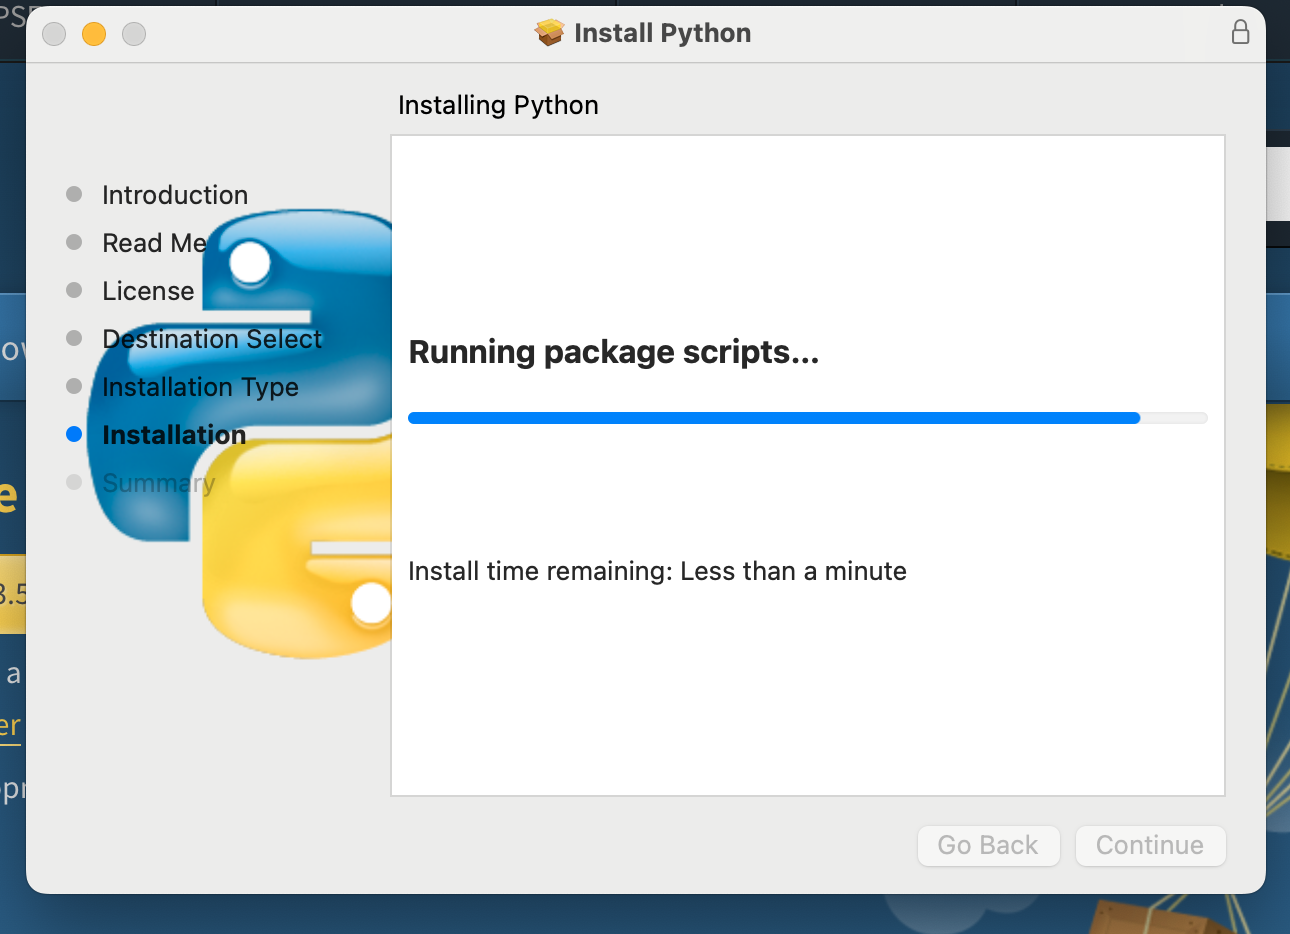 Install Python
Installing Python
Introduction
Read Me
License
Destination Select
Installation Type
Installation
Summary
Running package scripts...
Install time remaining: Less than a minute
Go Back
Continue